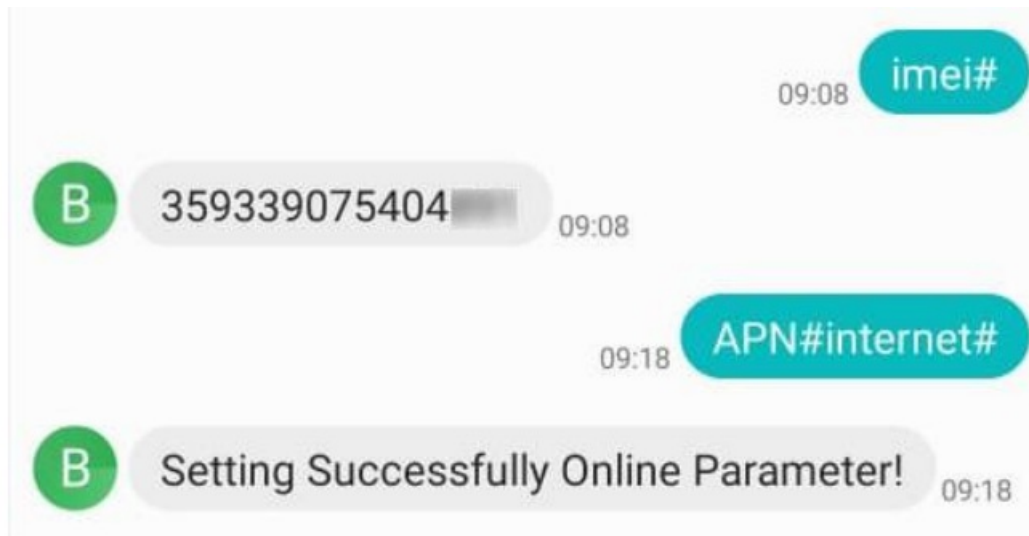 imei#
09:08
B
359339075404
09:08
APN#internet#
09:18
B
Setting Successfully Online Parameter!
09:18